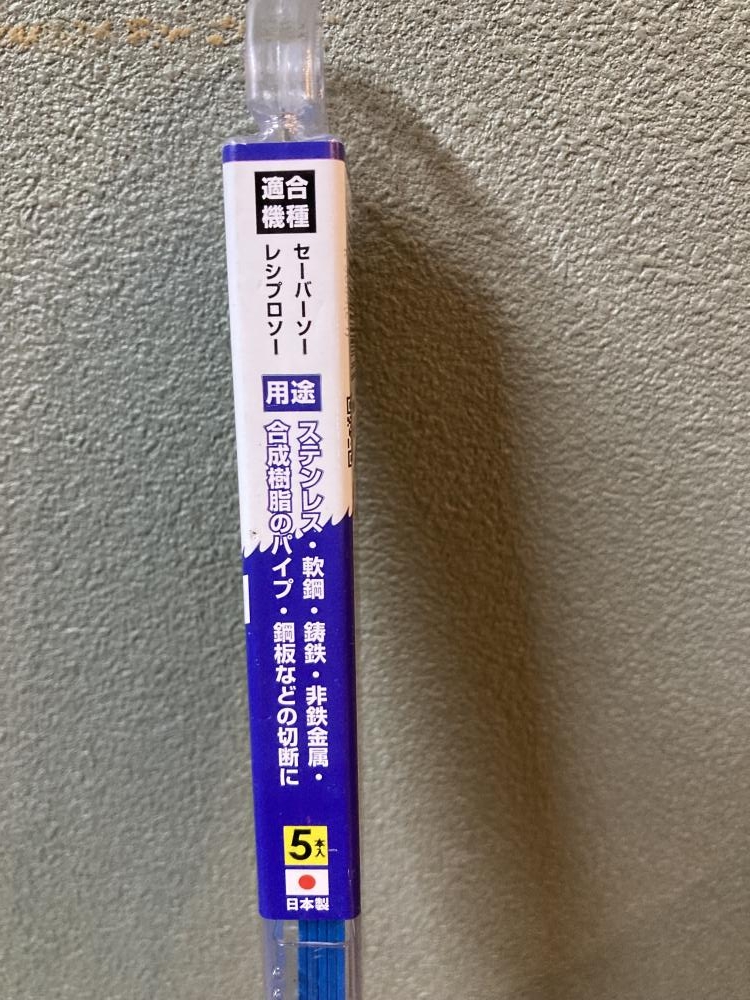 適合
機種
セーバーソー
レシプロソー
用途
ステンレス・軟鋼・鋳鉄・非鉄金属・
合成樹脂のパイプ・鋼板などの切断に
5本入
日本製